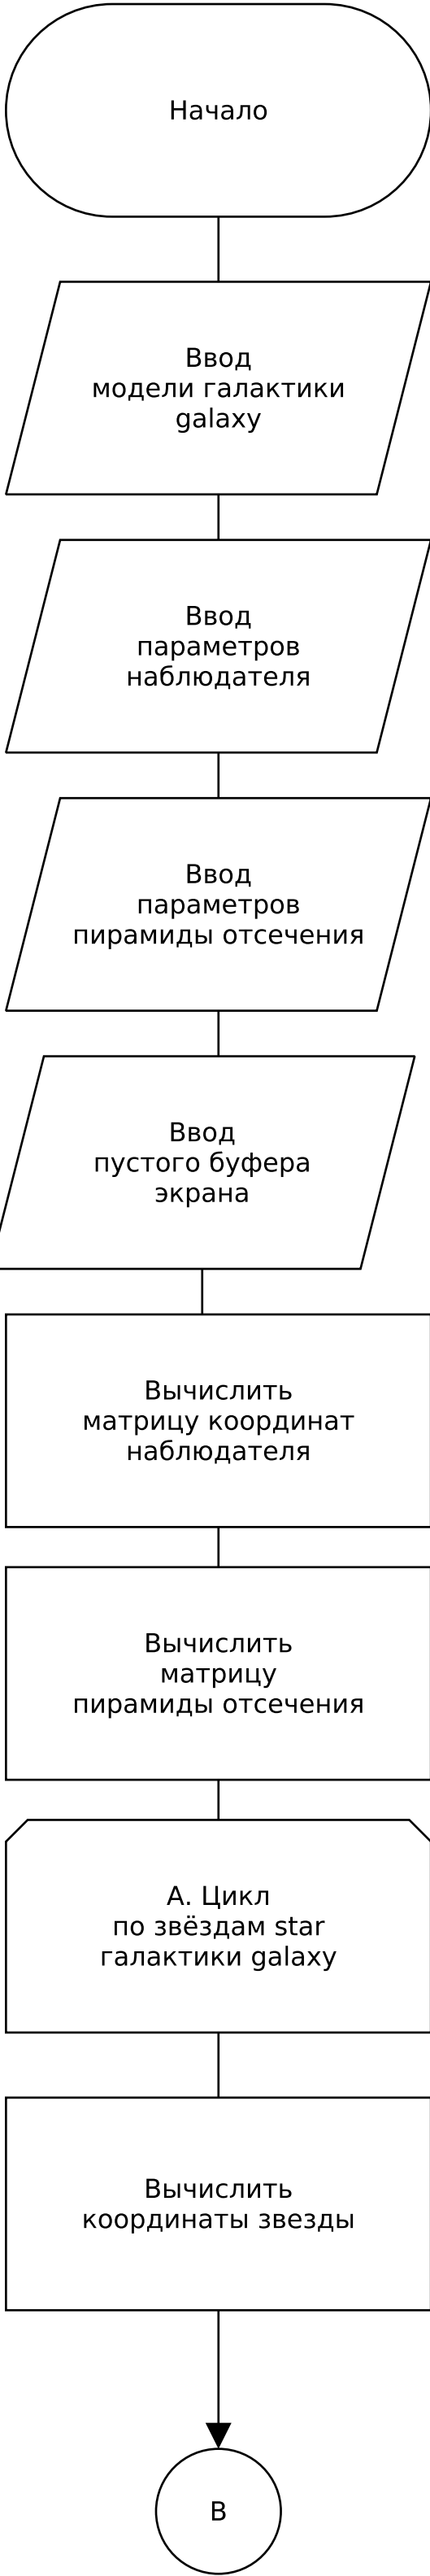 Начало
Ввод
модели галактики
galaxy
Ввод
параметров
наблюдателя
Ввод
параметров
пирамиды отсечения
Ввод
пустого буфера
экрана
Вычислить
матрицу координат
наблюдателя
Вычислить
матрицу
пирамиды отсечения
А. Цикл
по звёздам star
галактики galaxy
Вычислить
координаты звезды
B